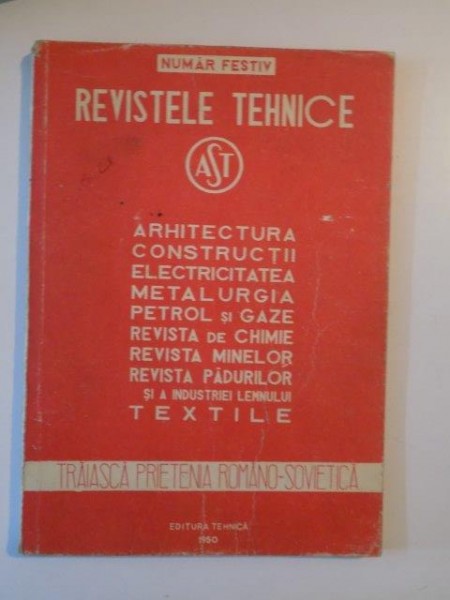 NUMĂR FESTIV
REVISTELE TEHNICE
AST
ARHITECTURA
CONSTRUCȚII
ELECTRICITATEA
METALURGIA
PETROL ȘI GAZE
REVISTA DE CHIMIE
REVISTA MINELOR
REVISTA PĂDURILOR
ȘI A INDUSTRIEI LEMNULUI
TEXTILE
TRĂIASCĂ PRIETENIA ROMÂNO-SOVIETICĂ
EDITURA TEHNICĂ
1950